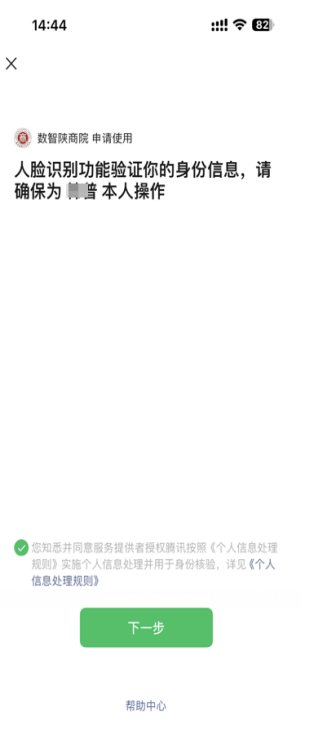 14:44
82
数智陕商院 申请使用
人脸识别功能验证你的身份信息，请
确保为 普 本人操作
您知悉并同意服务提供者授权腾讯按照《个人信息处理
规则》实施个人信息处理并用于身份核验，详见《个人
信息处理规则》
下一步
帮助中心